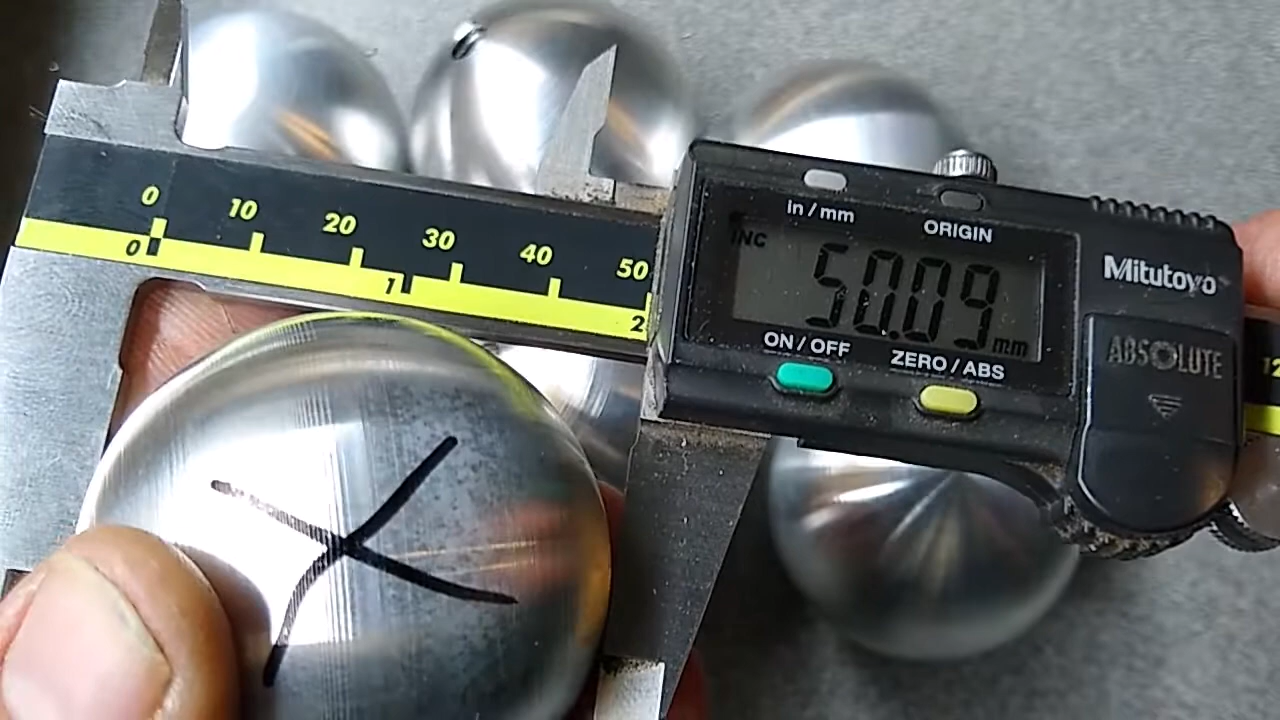 0 10 20 30 40 50
0 1 2
in/mm
ORIGIN
INC
50.09 mm
ON/OFF
ZERO/ABS
Mitutoyo
ABSOLUTE
12
X